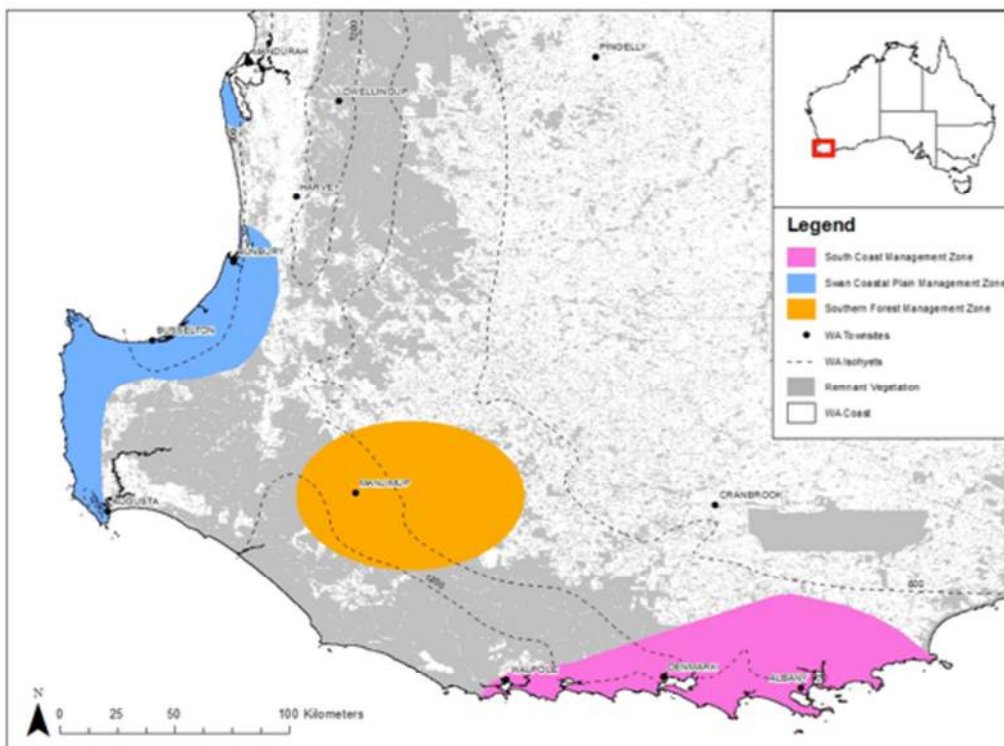 MANDURAH
PINGELLY
DWELLINGUP
HARVEY
BUNBURY
BUSSELTON
MANJIMUP
AUGUSTA
CRANBROOK
1200
600
WALPOLE
DENMARK
ALBANY
N
0 50 100 Kilometers
Legend
South Coast Management Zone
Swan Coastal Plain Management Zone
Southern Forest Management Zone
WA Townsites
WA Isohyets
Remnant Vegetation
WA Coast